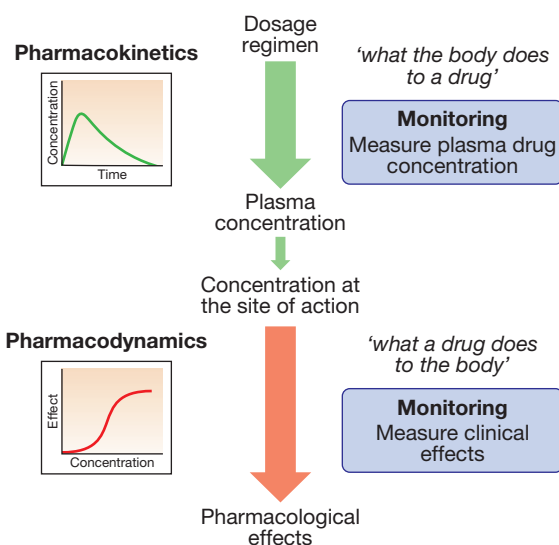 Dosage
regimen
Pharmacokinetics
Concentration
Time
‘what the body does
to a drug’
Monitoring
Measure plasma drug
concentration
Plasma
concentration
Concentration at
the site of action
Pharmacodynamics
Effect
Concentration
‘what a drug does
to the body’
Monitoring
Measure clinical
effects
Pharmacological
effects